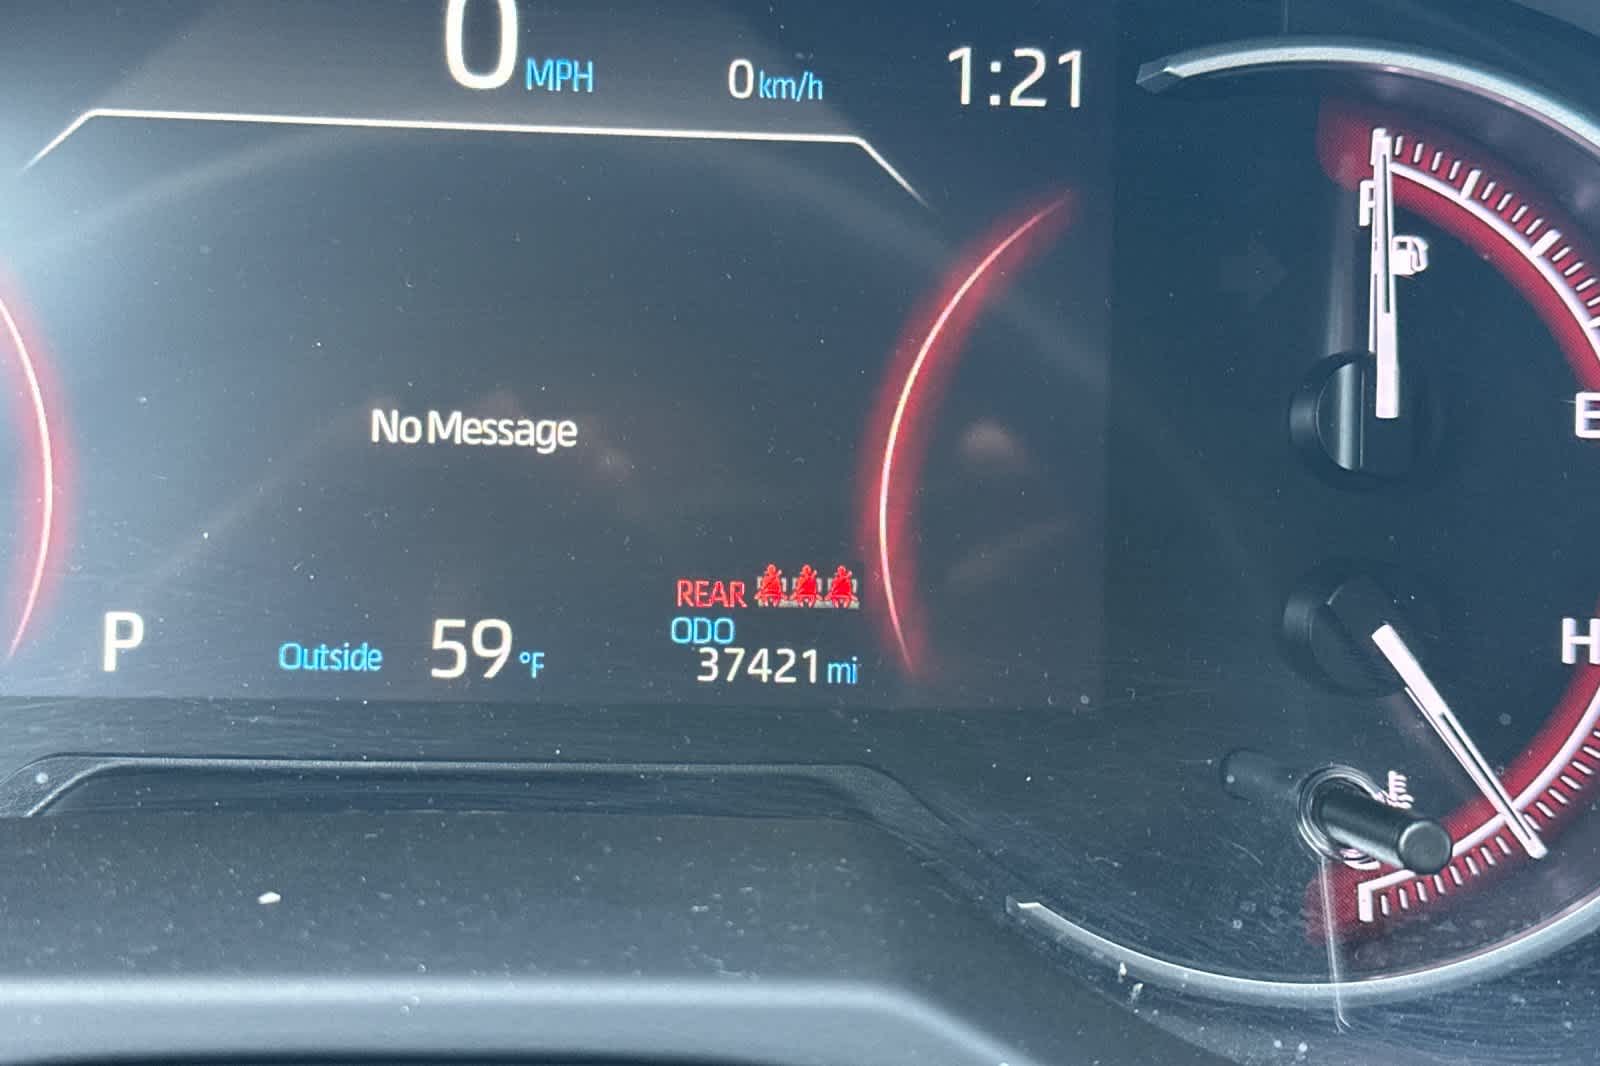 0 MPH
0 km/h
1:21
F
No Message
E
REAR
ODO
P
Outside 59 °F
37421 mi
H
C